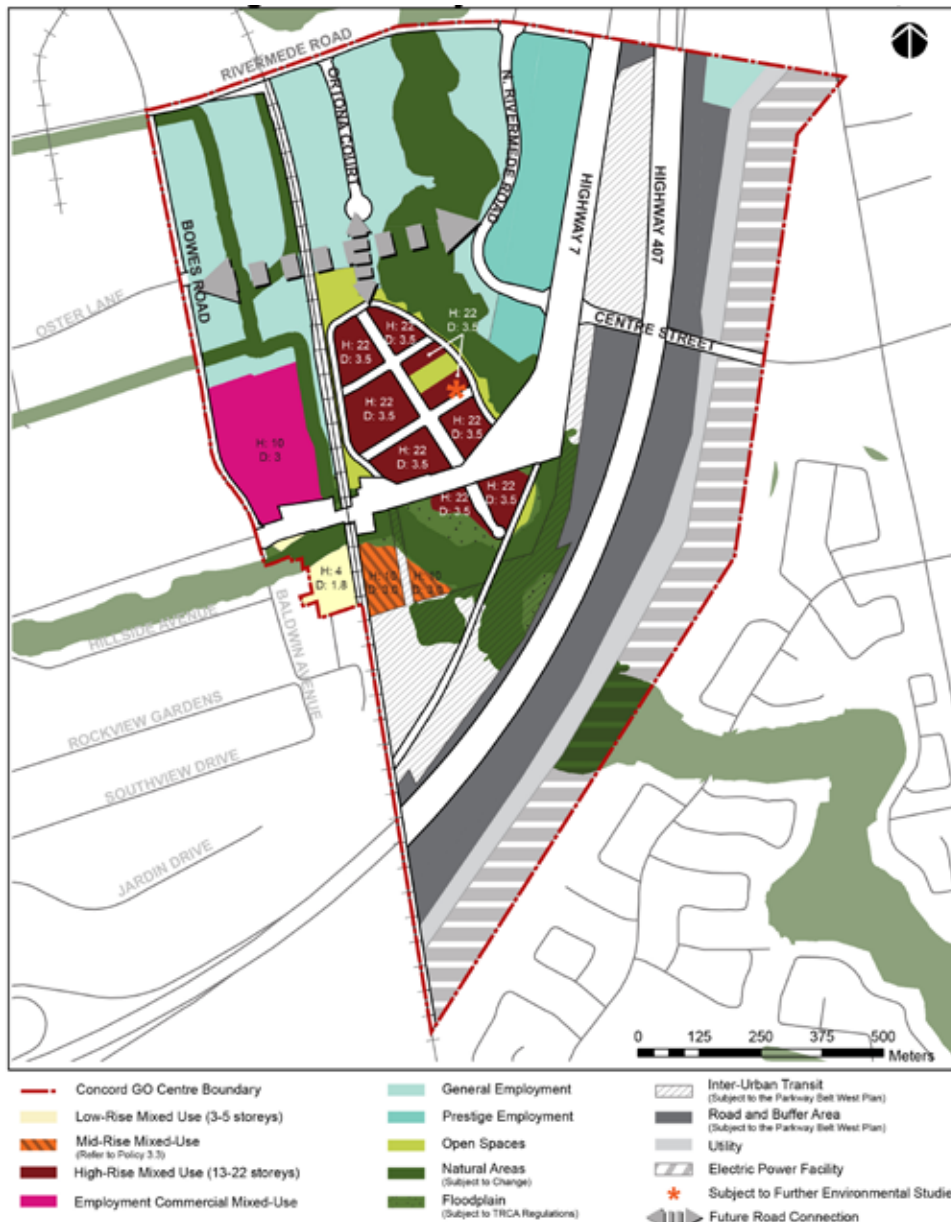 RIVERMEDE ROAD
ORTONA COURT
N. RIVERMEDE ROAD
HIGHWAY 7
HIGHWAY 407
BOWES ROAD
OSTER LANE
CENTRE STREET
H: 22
D: 3.5
H: 22
D: 3.5
H: 22
D: 3.5
H: 22
D: 3.5
H: 22
D: 3.5
H: 22
D: 3.5
H: 22
D: 3.5
H: 22
D: 3.5
H: 10
D: 3
H: 4
D: 1.8
H: 10
H: 10
HILLSIDE AVENUE
BALDWIN AVENUE
ROCKVIEW GARDENS
SOUTHVIEW DRIVE
JARDIN DRIVE
0 125 250 375 500
Meters
Concord GO Centre Boundary
Low-Rise Mixed Use (3-5 storeys)
Mid-Rise Mixed-Use
(Refer to Policy 3.3)
High-Rise Mixed Use (13-22 storeys)
Employment Commercial Mixed-Use
General Employment
Prestige Employment
Open Spaces
Natural Areas
(Subject to Change)
Floodplain
(Subject to TRCA Regulations)
Inter-Urban Transit
(Subject to the Parkway Belt West Plan)
Road and Buffer Area
(Subject to the Parkway Belt West Plan)
Utility
Electric Power Facility
Subject to Further Environmental Studie
Future Road Connection